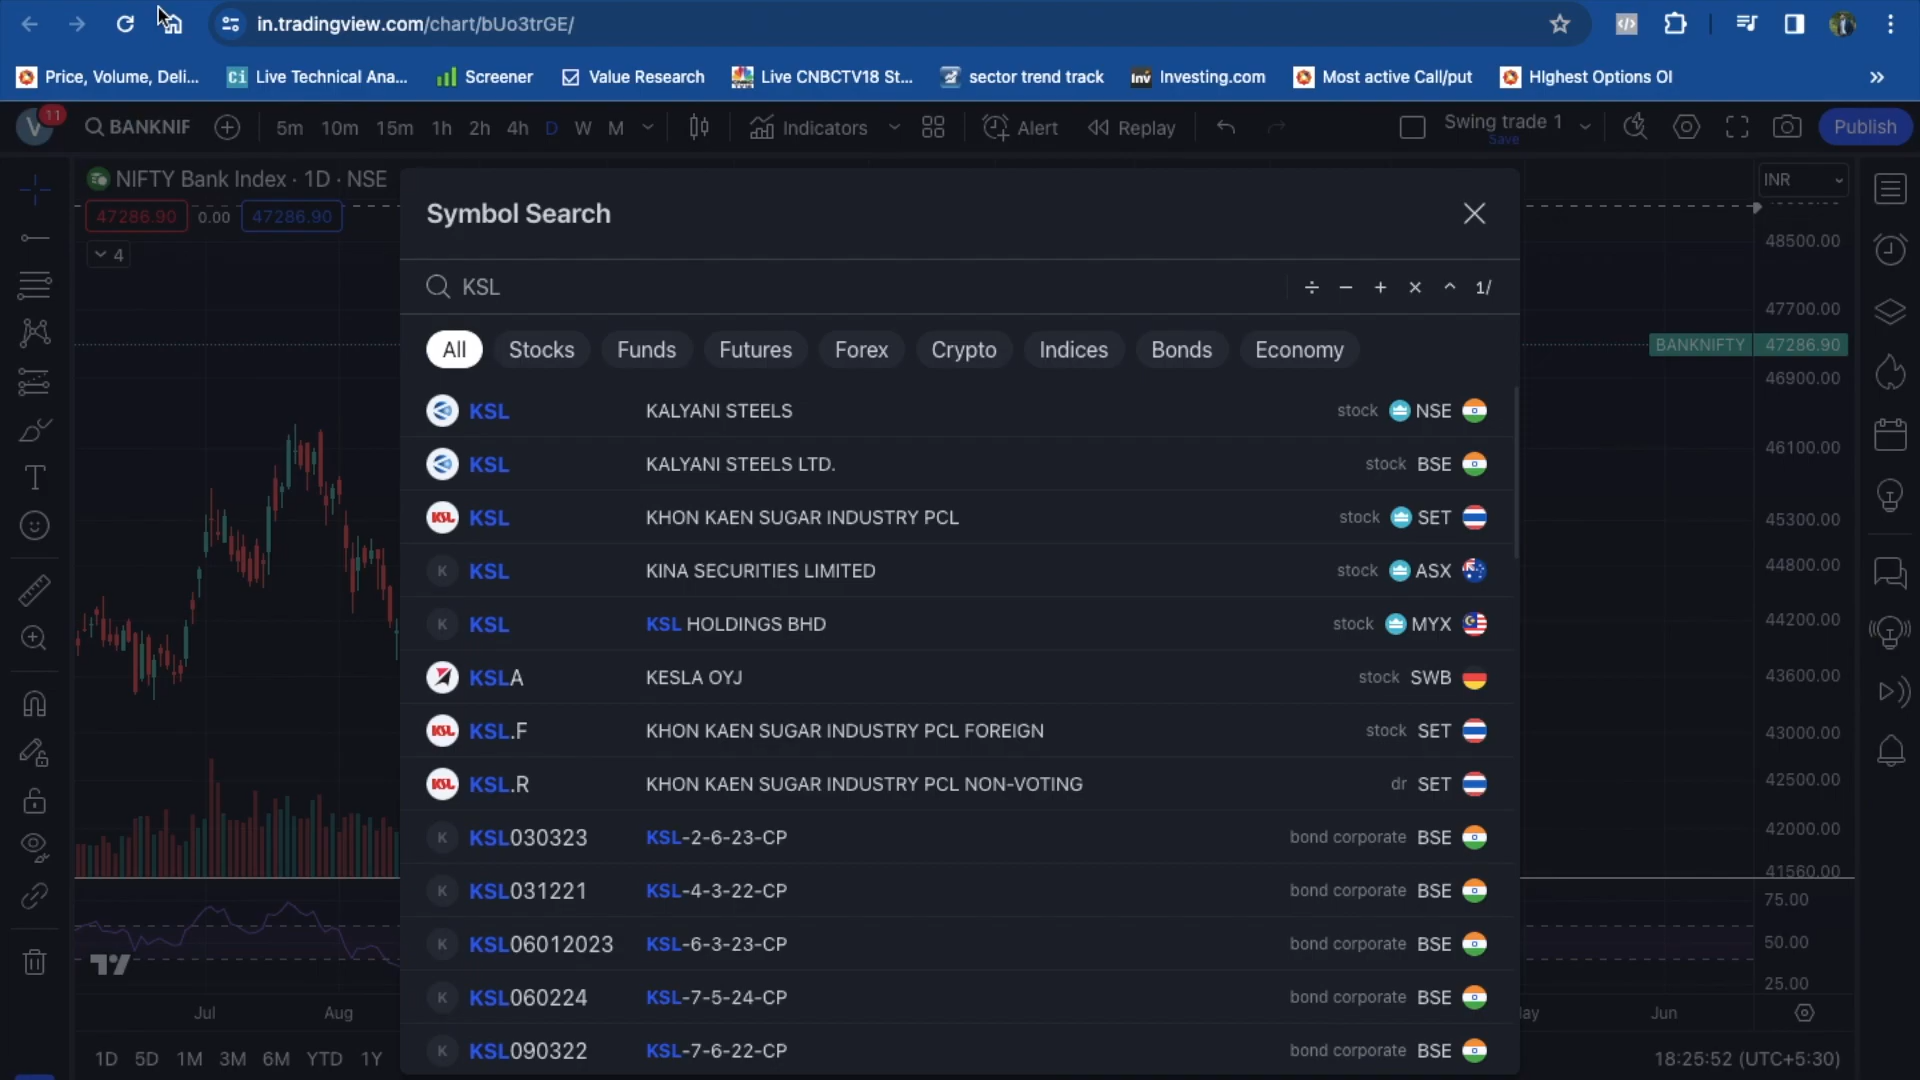 in.tradingview.com/chart/bUo3trGE/
Price, Volume, Deli... Ci Live Technical Ana... Screener Value Research Live CNBCTV18 St... sector trend track Inv Investing.com Most active Call/put HIghest Options OI »
V 11 BANKNIF 5m 10m 15m 1h 2h 4h D W M Indicators Alert Replay Swing trade 1 Save Publish
NIFTY Bank Index · 1D · NSE
47286.90 0.00 47286.90
4
INR
48500.00
47700.00
BANKNIFTY 47286.90
46900.00
46100.00
45300.00
44800.00
44200.00
43600.00
43000.00
42500.00
42000.00
41560.00
75.00
50.00
25.00
Symbol Search
KSL ÷ − + × ^ 1/
All Stocks Funds Futures Forex Crypto Indices Bonds Economy
KSL KALYANI STEELS stock NSE
KSL KALYANI STEELS LTD. stock BSE
KSL KSL KHON KAEN SUGAR INDUSTRY PCL stock SET
K KSL KINA SECURITIES LIMITED stock ASX
K KSL KSL HOLDINGS BHD stock MYX
KSLA KESLA OYJ stock SWB
KSL KSL.F KHON KAEN SUGAR INDUSTRY PCL FOREIGN stock SET
KSL KSL.R KHON KAEN SUGAR INDUSTRY PCL NON-VOTING dr SET
K KSL030323 KSL-2-6-23-CP bond corporate BSE
K KSL031221 KSL-4-3-22-CP bond corporate BSE
K KSL06012023 KSL-6-3-23-CP bond corporate BSE
K KSL060224 KSL-7-5-24-CP bond corporate BSE
K KSL090322 KSL-7-6-22-CP bond corporate BSE
Jul Aug Jun
1D 5D 1M 3M 6M YTD 1Y 18:25:52 (UTC+5:30)